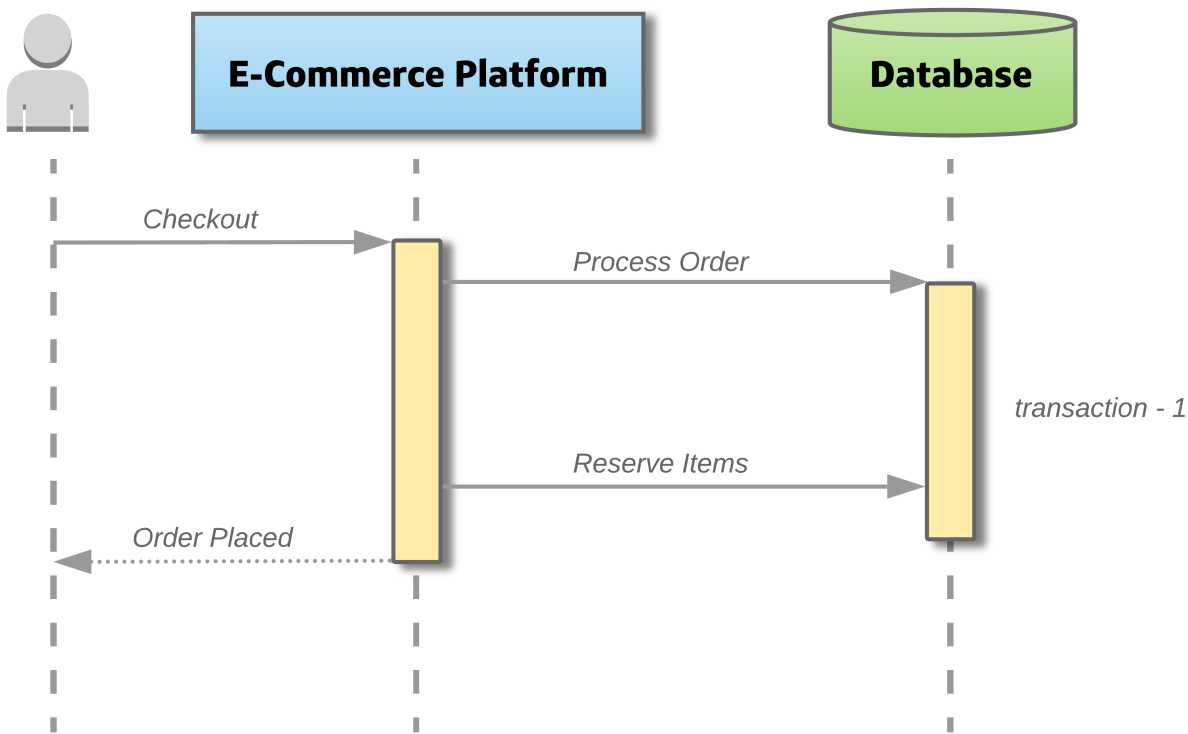 E-Commerce Platform
Database
Checkout
Process Order
transaction - 1
Reserve Items
Order Placed